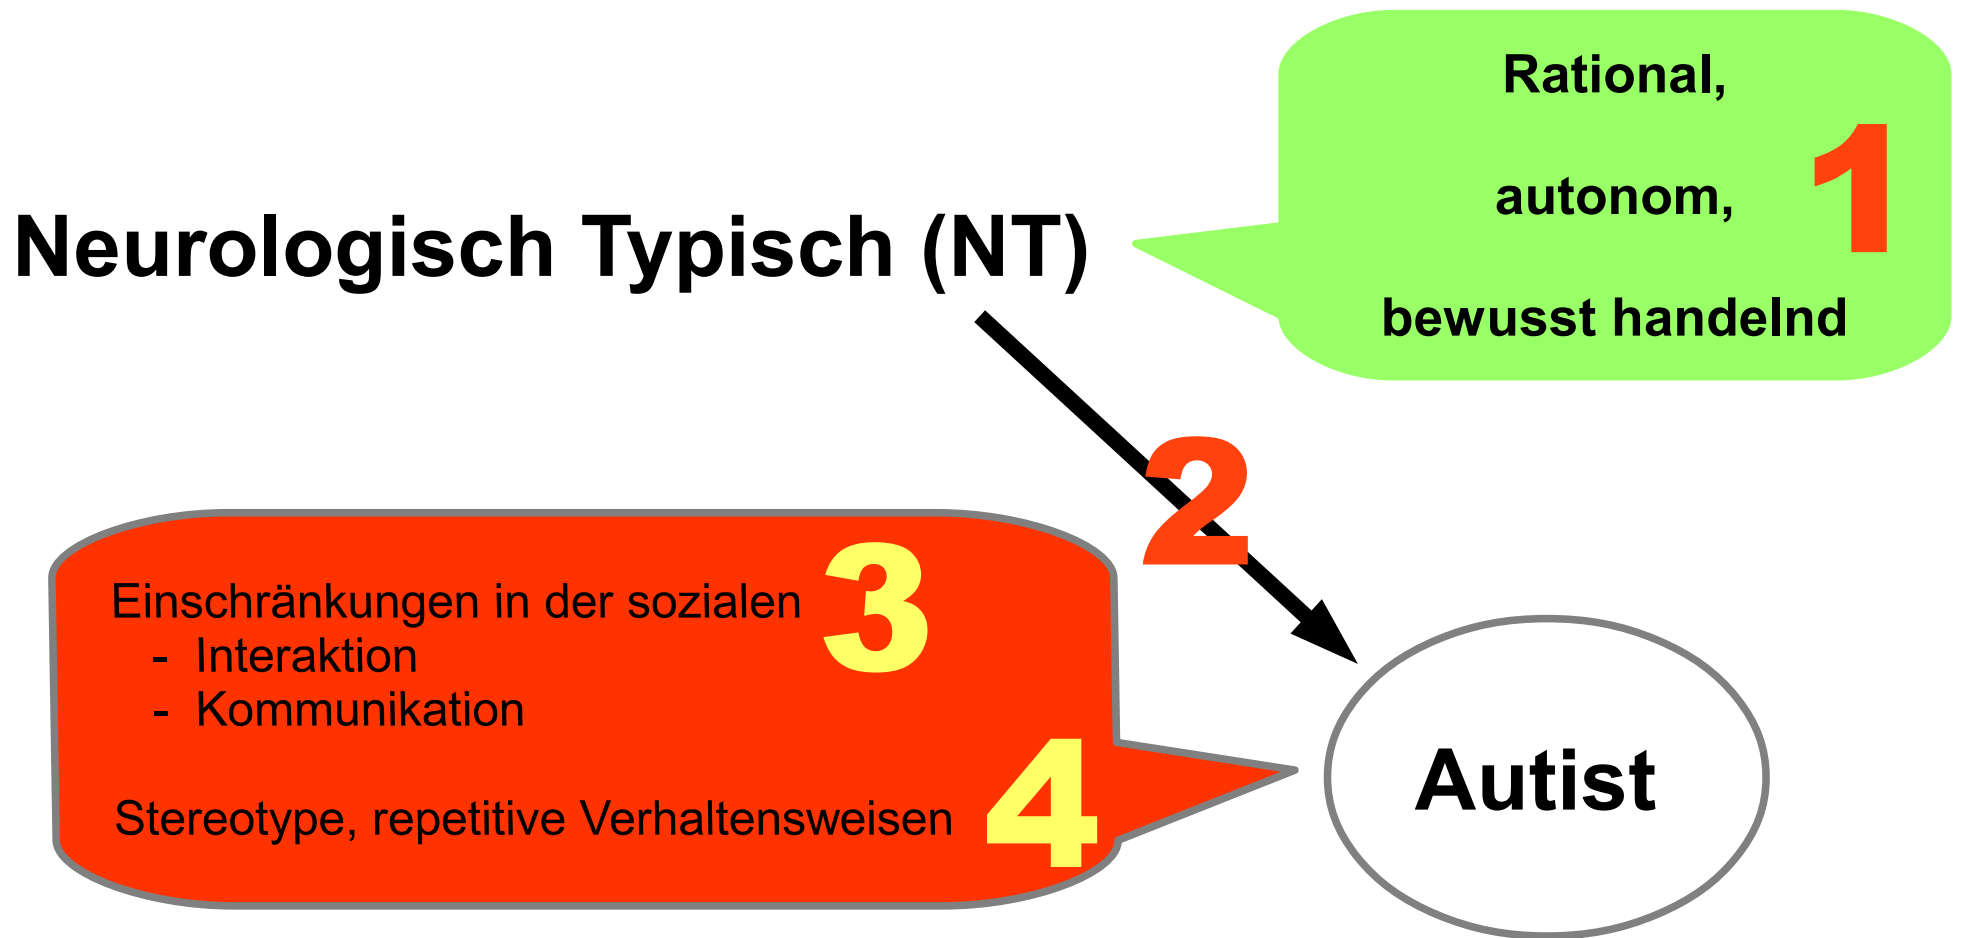 Rational,
autonom,
bewusst handelnd
1
Neurologisch Typisch (NT)
2
Einschränkungen in der sozialen
- Interaktion
- Kommunikation
3
Stereotype, repetitive Verhaltensweisen
4
Autist